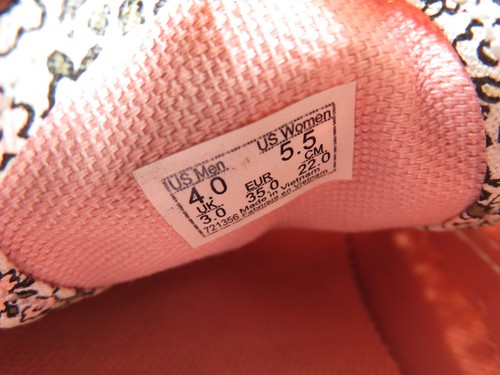 US Men US Women
4.0 5.5
UK EUR CM
3.0 35.0 22.0
721356 Made in Vietnam
Fabriqué en Vietnam